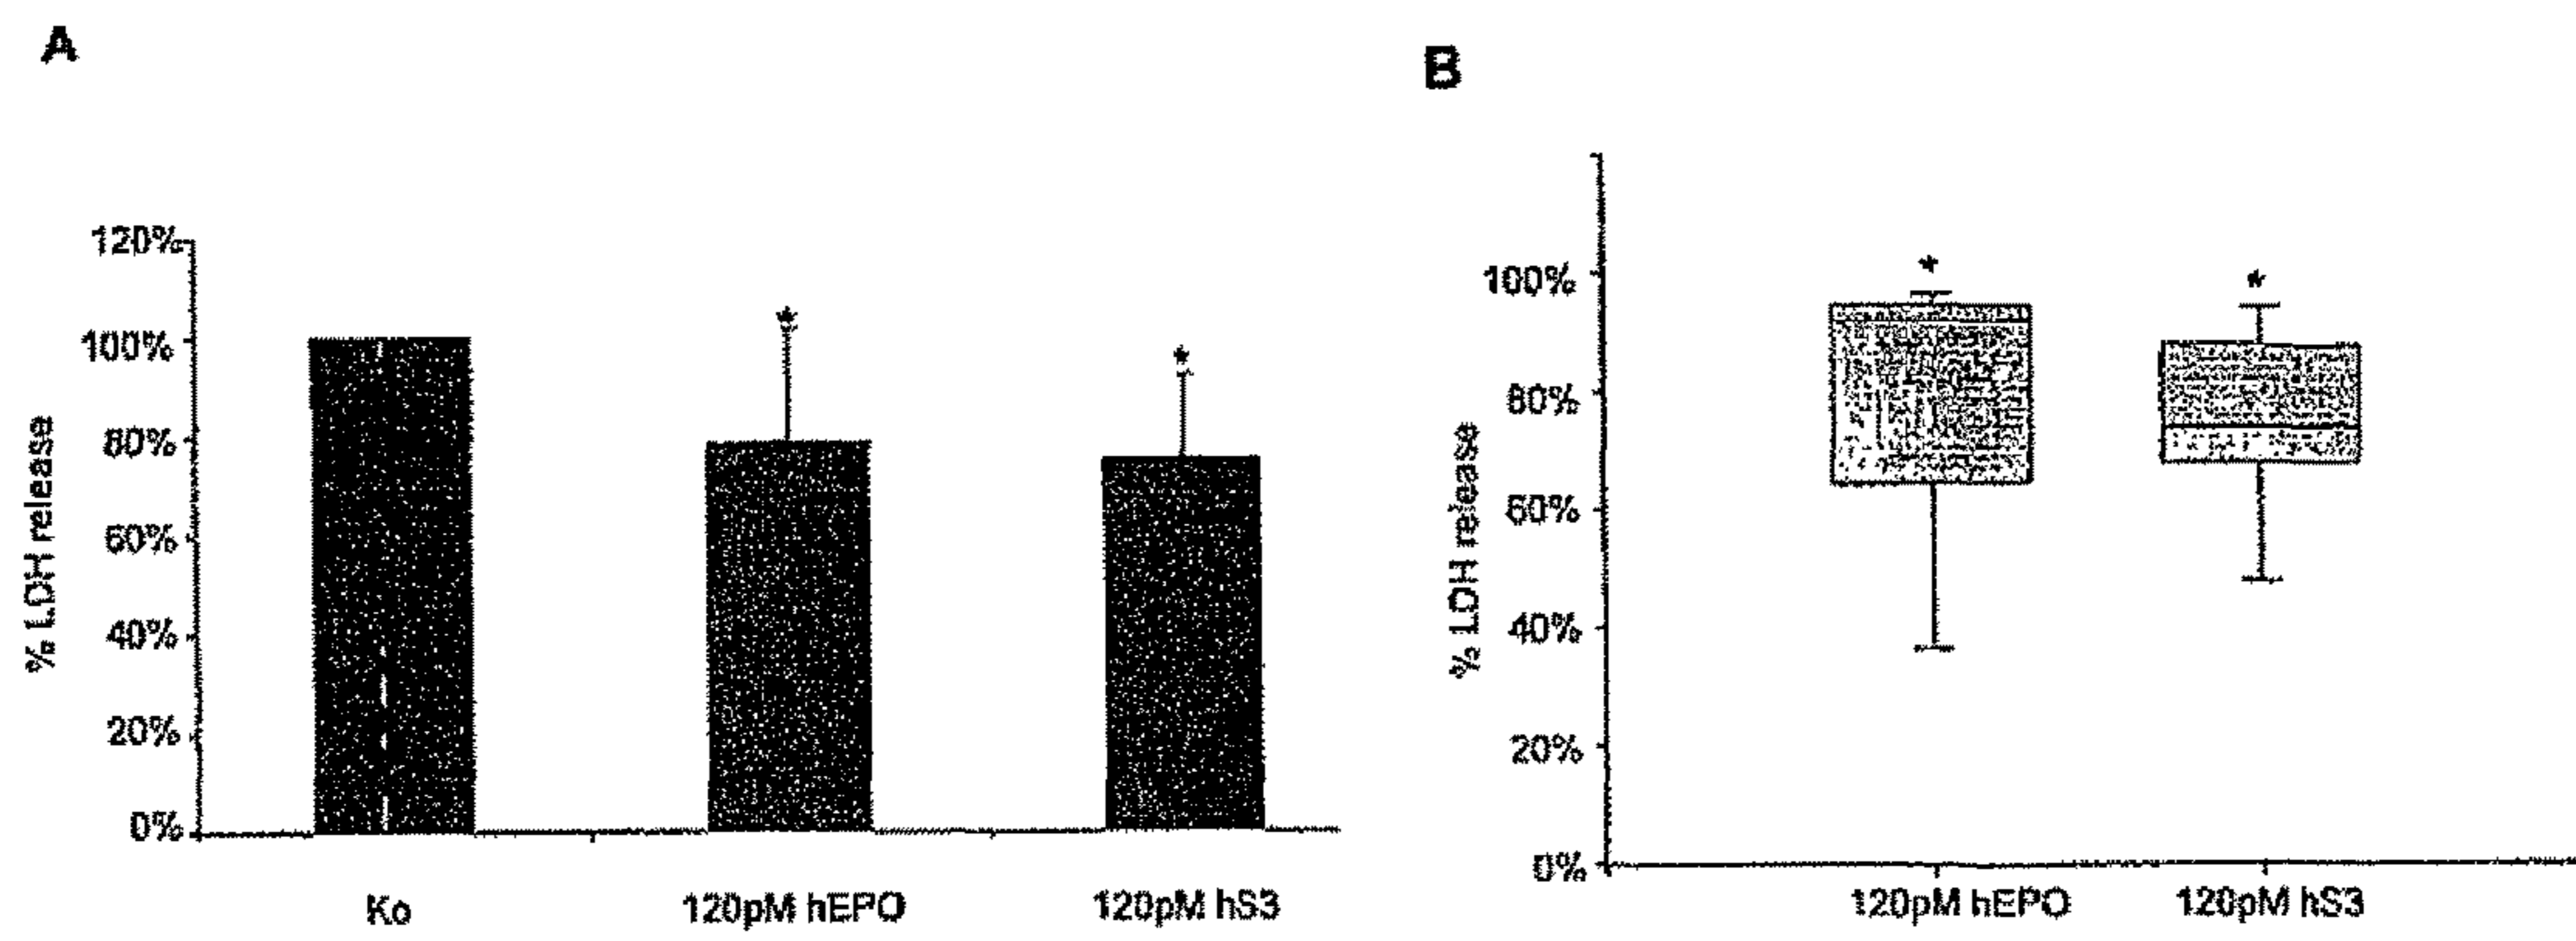 A
120%
100%
80%
60%
40%
20%
0%
% LDH release
*
*
Ko
120pM hEPO
120pM hS3
B
100%
80%
60%
40%
20%
0%
% LDH release
*
*
120pM hEPO
120pM hS3